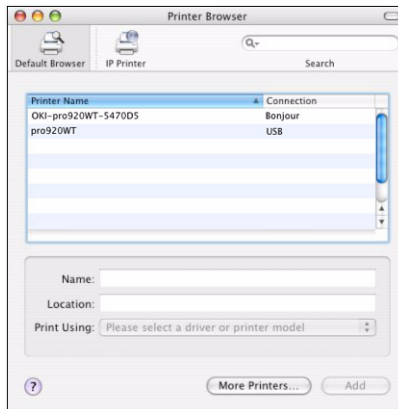 Printer Browser
Default Browser
IP Printer
Search
Printer Name Connection
OKI-pro920WT-5470D5 Bonjour
pro920WT USB
Name:
Location:
Print Using: Please select a driver or printer model
? More Printers... Add